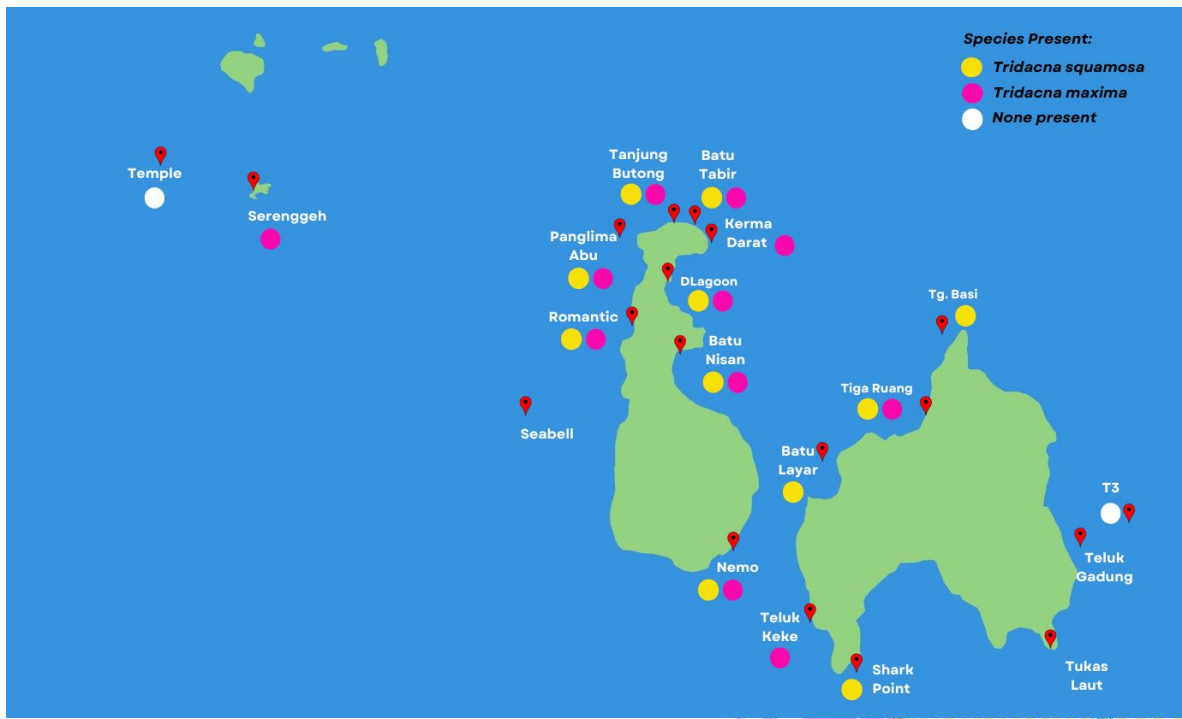 Species Present:
Tridacna squamosa
Tridacna maxima
None present
Temple
Serenggeh
Tanjung
Butong
Batu
Tabir
Panglima
Abu
Kerma
Darat
DLagoon
Romantic
Batu
Nisan
Tg. Basi
Tiga Ruang
Seabell
Batu
Layar
T3
Teluk
Gadung
Nemo
Teluk
Keke
Shark
Point
Tukas
Laut